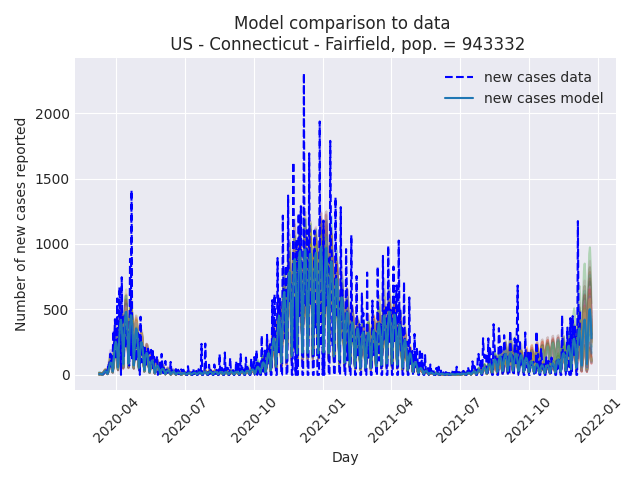 Model comparison to data
US - Connecticut - Fairfield, pop. = 943332
new cases data
new cases model
Number of new cases reported
2000
1500
1000
500
0
2020-04
2020-07
2020-10
2021-01
2021-04
2021-07
2021-10
2022-01
Day